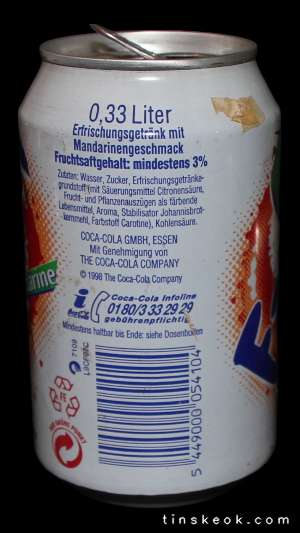 0,33 Liter
Erfrischungsgetränk mit
Mandarinengeschmack
Fruchtsaftgehalt: mindestens 3%
Zutaten: Wasser, Zucker, Erfrischungsgetränke-
grundstoff (mit Säuerungsmittel Citronensäure,
Frucht- und Pflanzenauszügen als färbende
Lebensmittel, Aroma, Stabilisator Johannisbrot-
kernmehl, Farbstoff Carotine), Kohlensäure.
COCA-COLA GMBH, ESSEN
Mit Genehmigung von
THE COCA-COLA COMPANY
© 1998 The Coca-Cola Company
arine
i
Coca-Cola Infoline
0180/3 33 29 29
gebührenpflichtig
Mindestens haltbar bis Ende: siehe Dosenboden
7109
FE
5 449000 054104
tinskeok.com